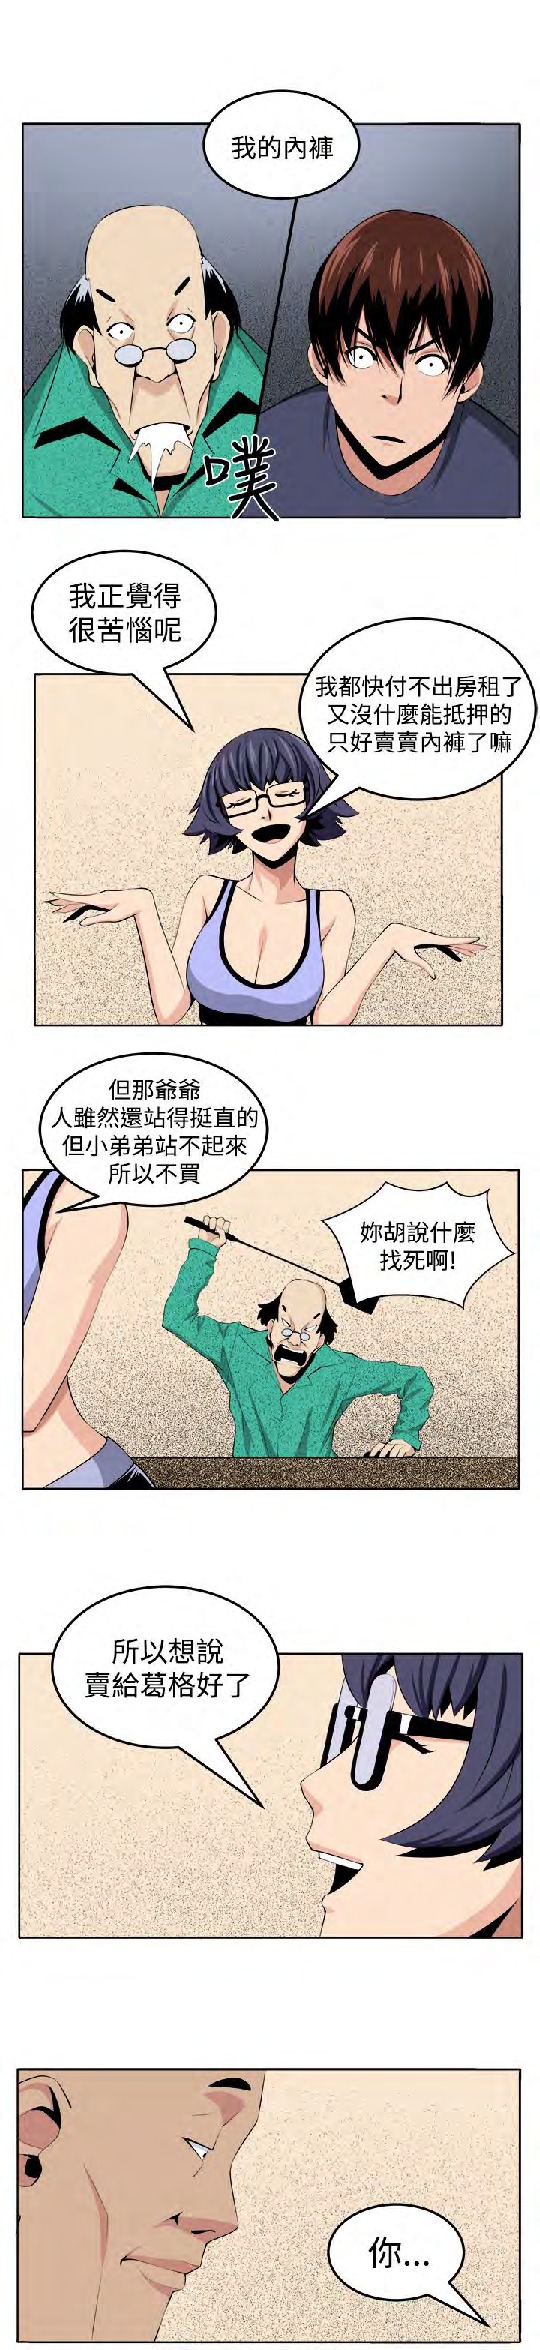 我的內褲
噗
我正覺得
很苦惱呢
我都快付不出房租了
又沒什麼能抵押的
只好賣賣內褲了嘛
但那爺爺
人雖然還站得挺直的
但小弟弟站不起來
所以不買
妳胡說什麼
找死啊!
所以想說
賣給葛格好了
你...